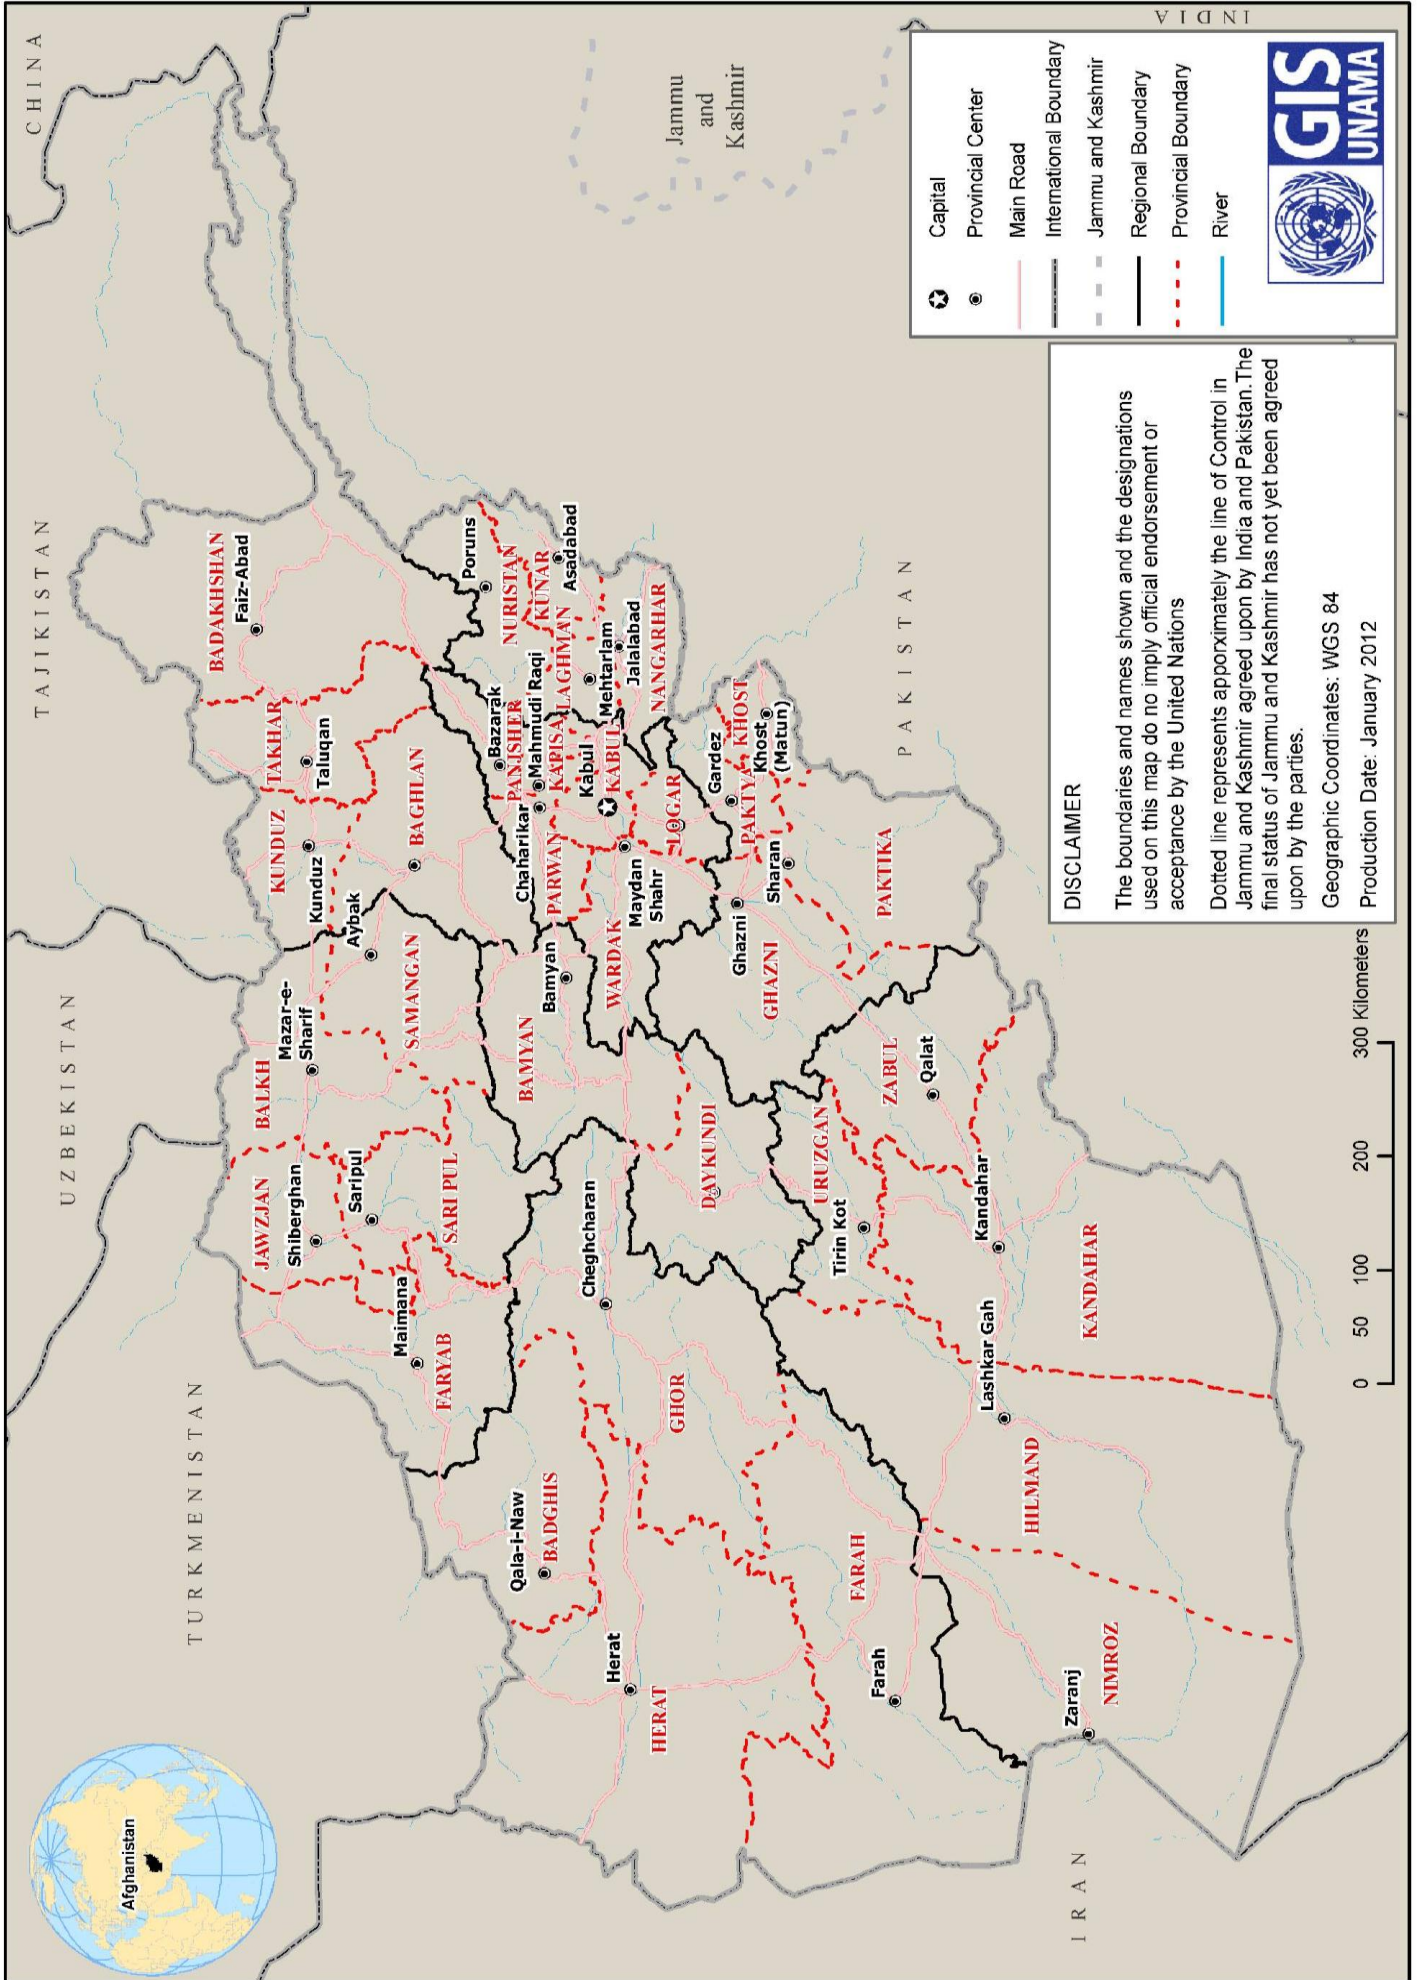 Afghanistan
CHINA
TAJIKISTAN
UZBEKISTAN
TURKMENISTAN
IRAN
PAKISTAN
INDIA
Jammu
and
Kashmir
BADAKHSHAN
Faiz-Abad
TAKHAR
Taluqan
KUNDUZ
Kunduz
BAGHLAN
Aybak
SAMANGAN
Mazar-e-
Sharif
BALKH
JAWZJAN
Shiberghan
Saripul
SARI PUL
Maimana
FARYAB
Qala-i-Naw
BADGHIS
Herat
HERAT
Cheghcharan
GHOR
FARAH
Farah
BAMYAN
Bamyan
DAYKUNDI
WARDAK
Maydan
Shahr
PARWAN
Chaharikar
PANJSHER
Bazarak
KAPISA
Mahmudi Raqi
Kabul
KABUL
LOGAR
NURISTAN
Poruns
KUNAR
Asadabad
LAGHMAN
Mehtarlam
Jalalabad
NANGARHAR
KHOST
Khost
(Matun)
Gardez
PAKTYA
Sharan
PAKTIKA
Ghazni
GHAZNI
ZABUL
Qalat
URUZGAN
Tirin Kot
Kandahar
KANDAHAR
Lashkar Gah
HILMAND
NIMROZ
Zaranj
0 50 100 200 300 Kilometers
DISCLAIMER
The boundaries and names shown and the designations
used on this map do no imply official endorsement or
acceptance by the United Nations
Dotted line represents apporximately the line of Control in
Jammu and Kashmir agreed upon by India and Pakistan.The
final status of Jammu and Kashmir has not yet been agreed
upon by the parties.
Geographic Coordinates: WGS 84
Production Date: January 2012
Capital
Provincial Center
Main Road
International Boundary
Jammu and Kashmir
Regional Boundary
Provincial Boundary
River
GIS
UNAMA